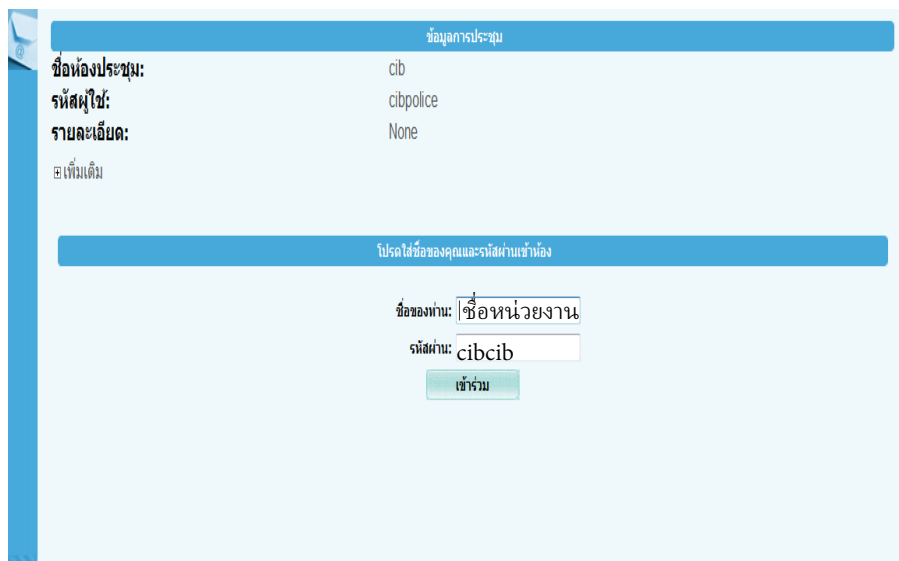 ข้อมูลการประชุม
ชื่อห้องประชุม: cib
รหัสผู้ใช้: cibpolice
รายละเอียด: None
เพิ่มเติม
โปรดใส่ชื่อของคุณและรหัสผ่านเข้าห้อง
ชื่อของท่าน: ชื่อหน่วยงาน
รหัสผ่าน: cibcib
เข้าร่วม